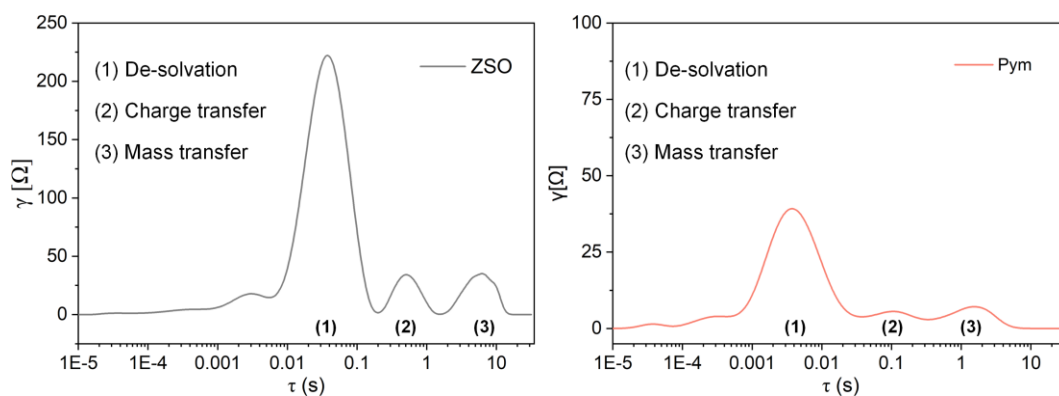 250
200
150
100
50
0
γ [Ω]
(1) De-solvation
(2) Charge transfer
(3) Mass transfer
ZSO
(1)
(2)
(3)
1E-5 1E-4 0.001 0.01 0.1 1 10
τ (s)
100
75
50
25
0
γ[Ω]
(1) De-solvation
(2) Charge transfer
(3) Mass transfer
Pym
(1)
(2)
(3)
1E-5 1E-4 0.001 0.01 0.1 1 10
τ (s)